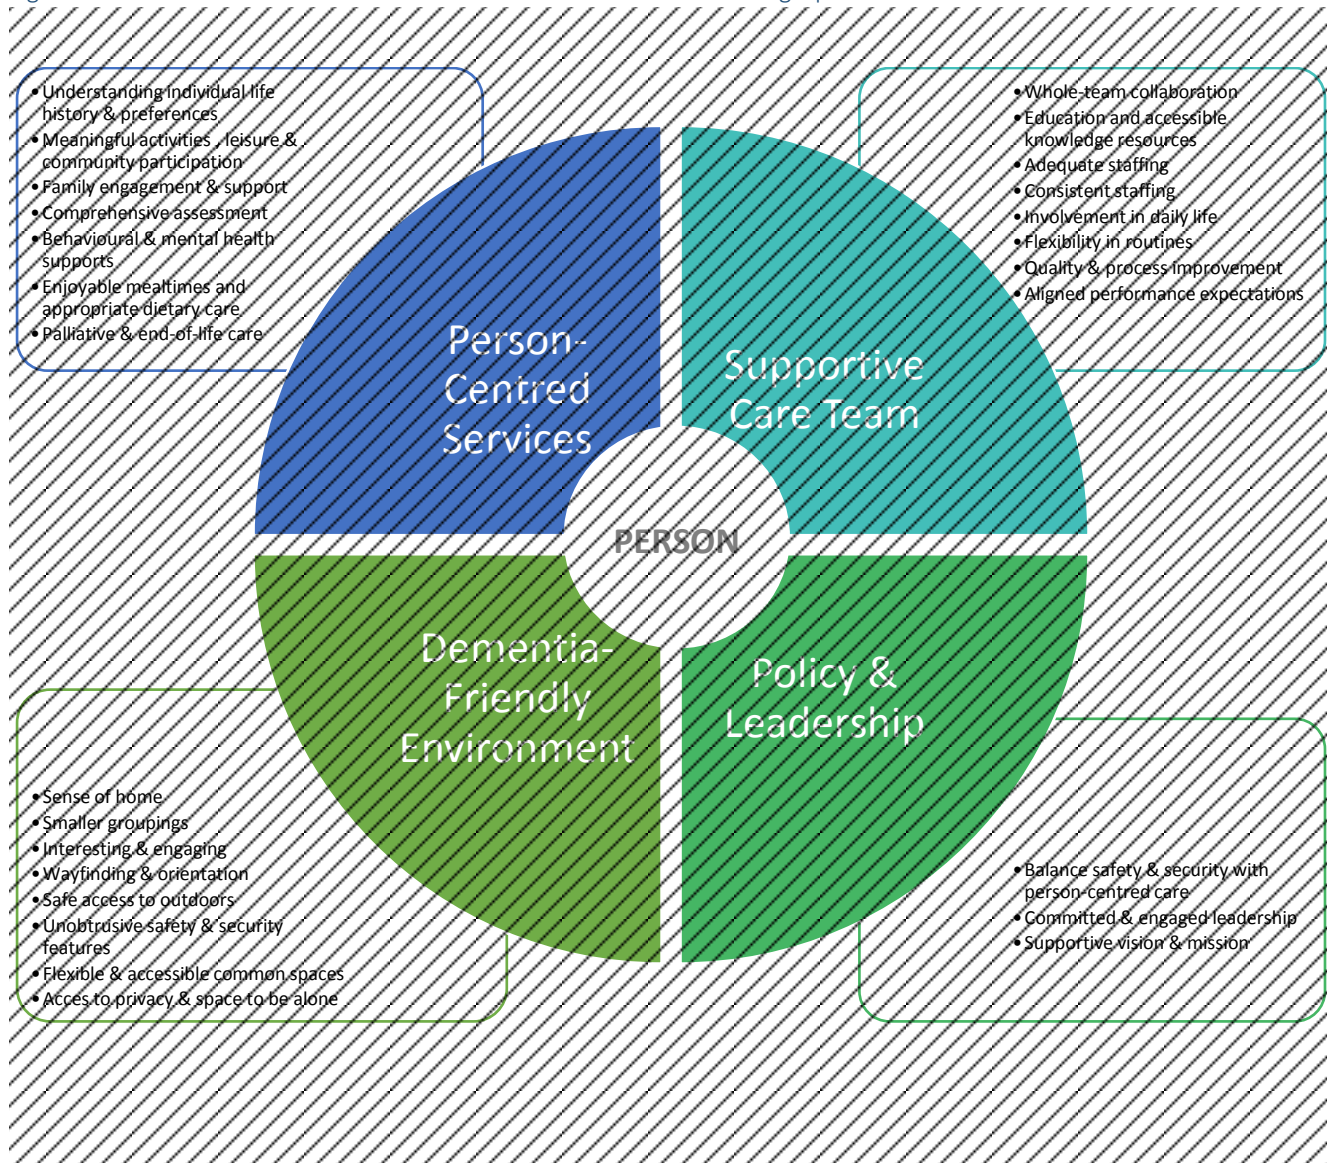 • Understanding individual life
history & preferences
• Meaningful activities , leisure &
community participation
• Family engagement & support
• Comprehensive assessment
• Behavioural & mental health
supports
• Enjoyable mealtimes and
appropriate dietary care
• Palliative & end-of-life care
• Whole-team collaboration
• Education and accessible
knowledge resources
• Adequate staffing
• Consistent staffing
• Involvement in daily life
• Flexibility in routines
• Quality & process improvement
• Aligned performance expectations
Person-
Centred
Services
Supportive
Care Team
PERSON
Dementia-
Friendly
Environment
Policy &
Leadership
• Sense of home
• Smaller groupings
• Interesting & engaging
• Wayfinding & orientation
• Safe access to outdoors
• Unobtrusive safety & security
features
• Flexible & accessible common spaces
• Acces to privacy & space to be alone
• Balance safety & security with
person-centred care
• Committed & engaged leadership
• Supportive vision & mission